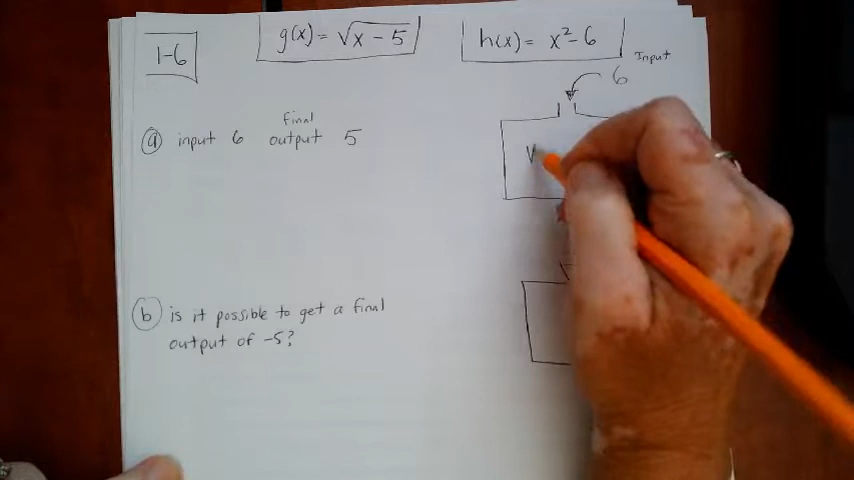 1-6
g(x) = √x - 5
h(x) = x² - 6
Input
6
final
a input 6 output 5
b is it possible to get a final
output of -5?